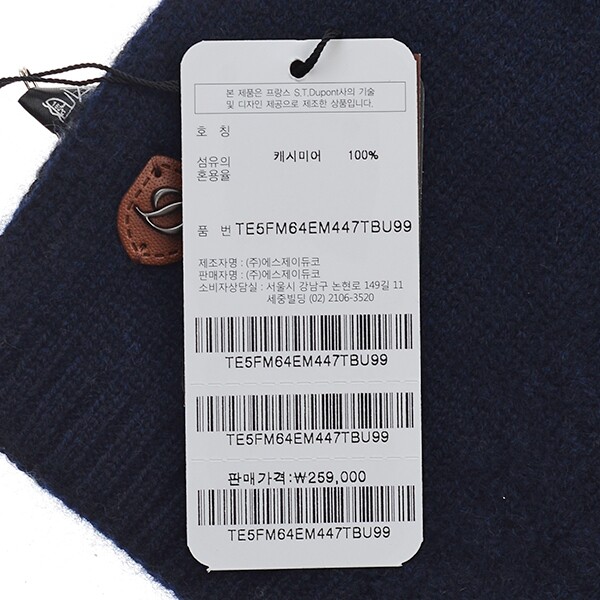 본 제품은 프랑스 S.T,Dupont사의 기술
및 디자인 제공으로 제조한 상품입니다.
호 칭
섬유의 캐시미어 100%
혼용율
품 번 TE5FM64EM447TBU99
제조자명 : (주)에스제이듀코
판매자명 : (주)에스제이듀코
소비자상담실 : 서울시 강남구 논현로 149길 11
세중빌딩 (02) 2106-3520
TE5FM64EM447TBU99
TE5FM64EM447TBU99
판매가격:₩259,000
TE5FM64EM447TBU99